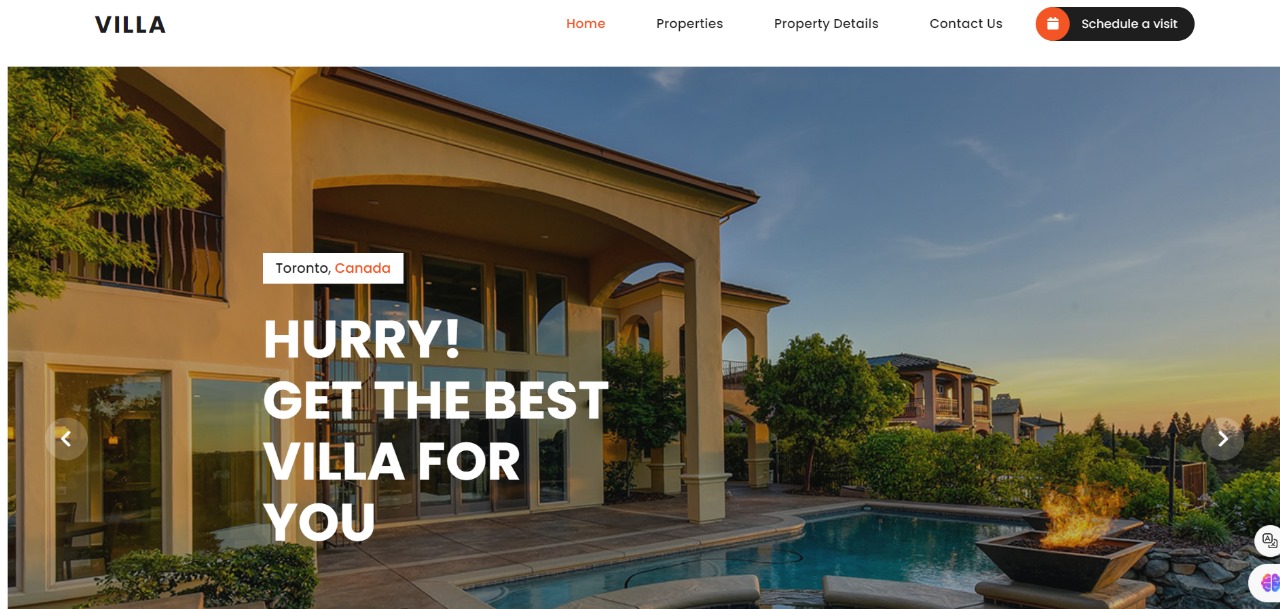 VILLA
Home
Properties
Property Details
Contact Us
Schedule a visit
Toronto, Canada
HURRY!
GET THE BEST
VILLA FOR
YOU